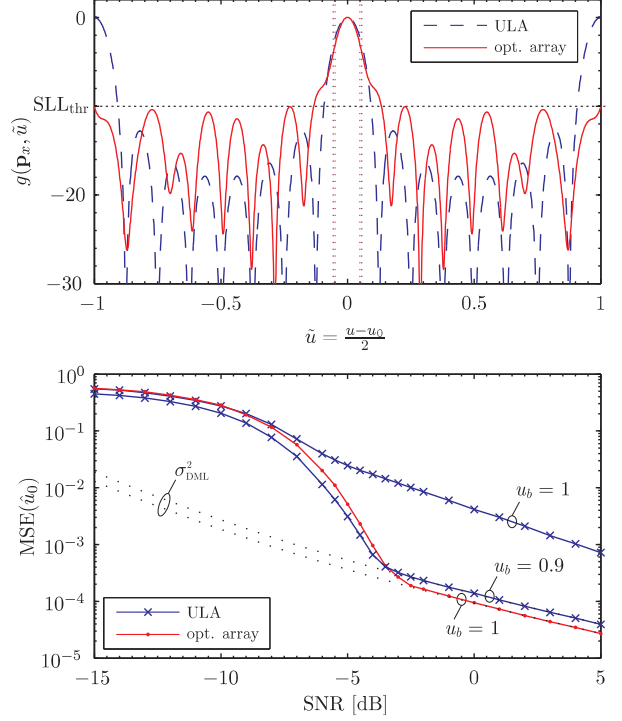 0
SLL_thr
−20
−30
g(p_x, ũ)
ULA
opt. array
−1
−0.5
0
0.5
1
ũ = (u−u_0)/2
10^0
10^−1
10^−2
10^−3
10^−4
10^−5
MSE(û_0)
σ²_DML
u_b = 1
u_b = 0.9
u_b = 1
ULA
opt. array
−15
−10
−5
0
5
SNR [dB]